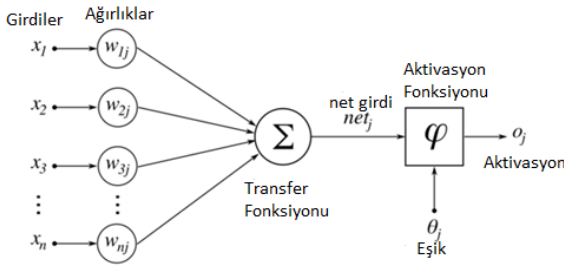 Girdiler
Ağırlıklar
x₁
w₁ⱼ
x₂
w₂ⱼ
x₃
w₃ⱼ
⋮
⋮
xₙ
wₙⱼ
Σ
Transfer
Fonksiyonu
net girdi
netⱼ
Aktivasyon
Fonksiyonu
φ
oⱼ
Aktivasyon
θⱼ
Eşik